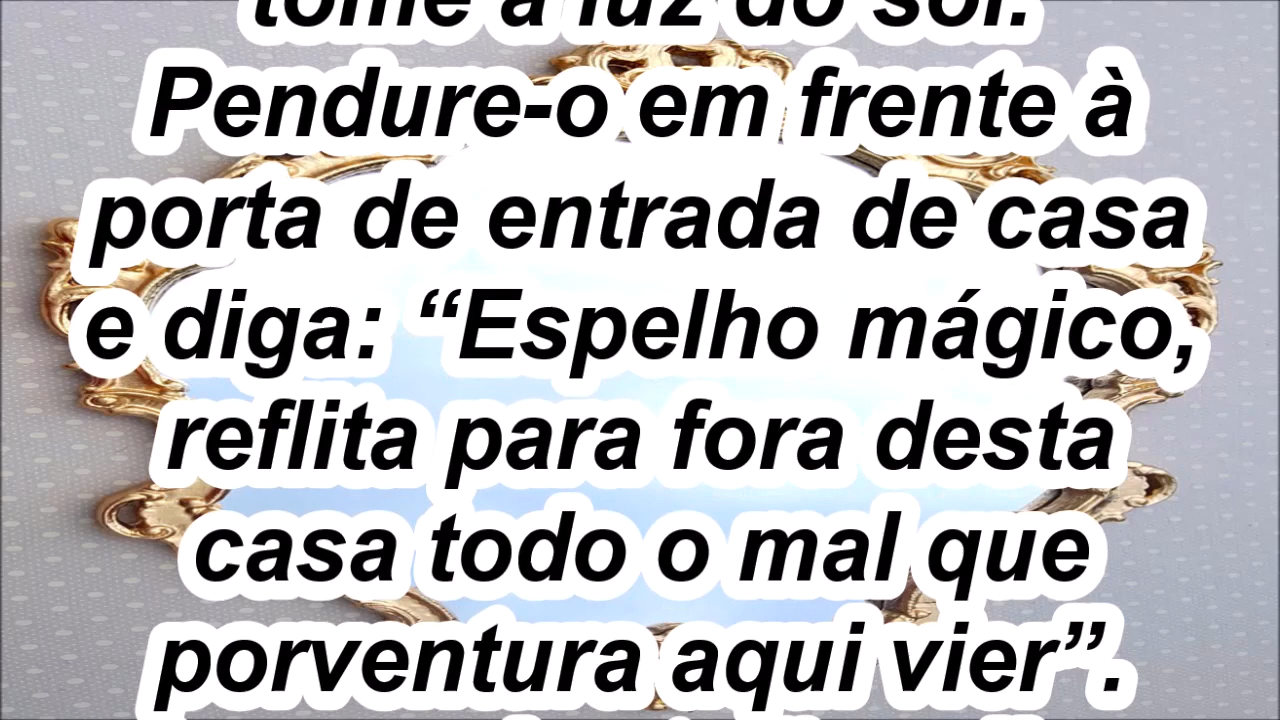 tome a luz do sol.
Pendure-o em frente à
porta de entrada de casa
e diga: “Espelho mágico,
reflita para fora desta
casa todo o mal que
porventura aqui vier”.